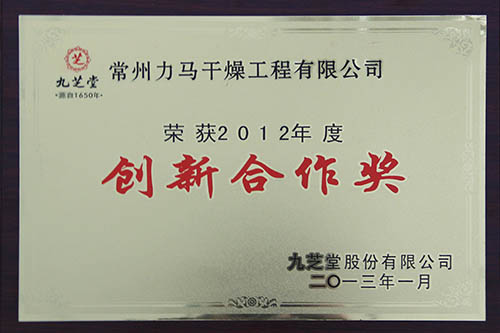 芝
九芝堂
•源自1650年•
常州力马干燥工程有限公司
荣获2012年度
创新合作奖
九芝堂股份有限公司
二〇一三年一月